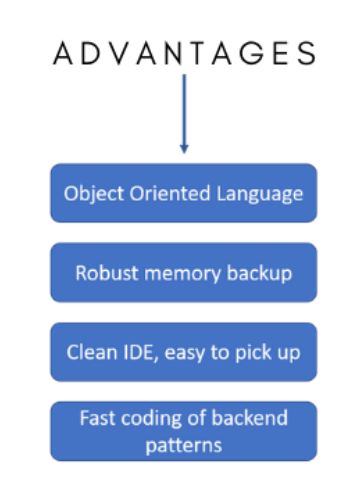 ADVANTAGES
Object Oriented Language
Robust memory backup
Clean IDE, easy to pick up
Fast coding of backend
patterns